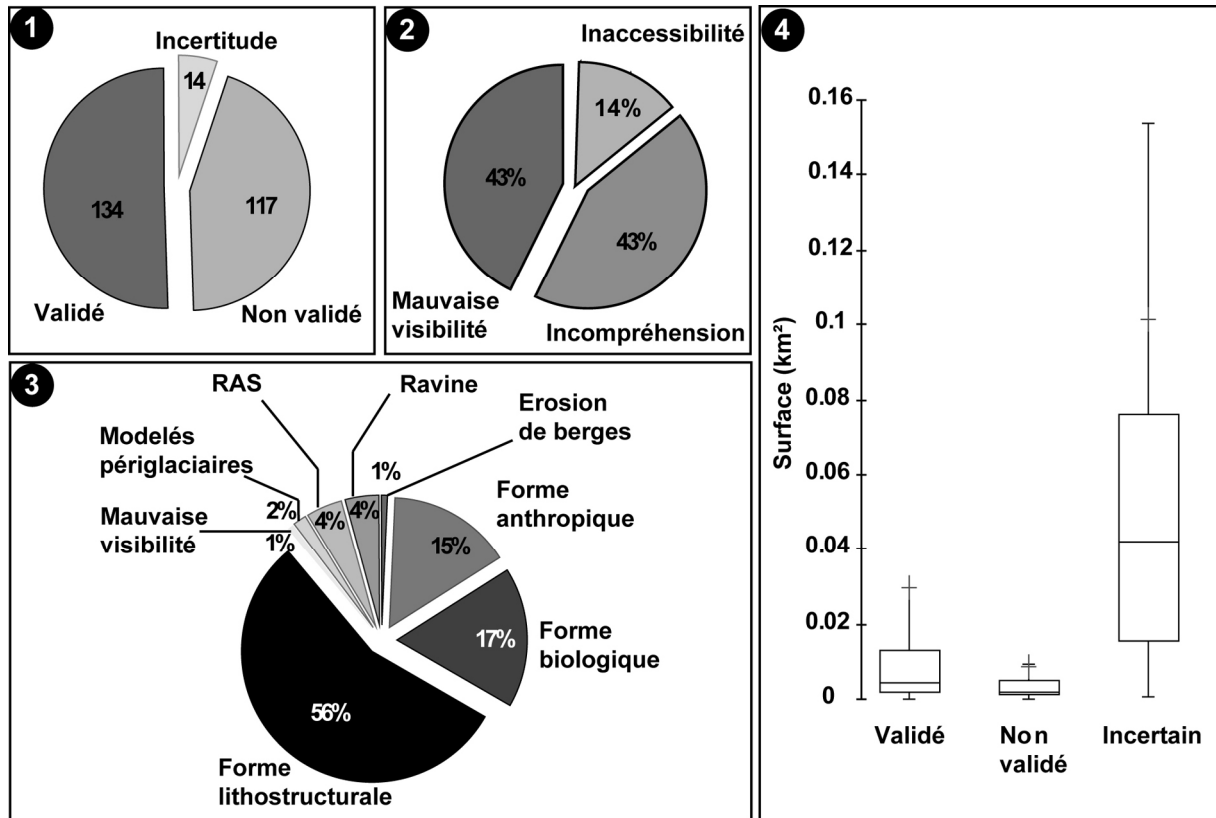 1
Incertitude
14
134
117
Validé
Non validé
2
Inaccessibilité
14%
43%
43%
Mauvaise
visibilité
Incompréhension
3
RAS
Ravine
Erosion
de berges
Modelés
périglaciaires
1%
Forme
anthropique
Mauvaise
visibilité
2%
4%
4%
1%
15%
17%
Forme
biologique
56%
Forme
lithostructurale
4
Surface (km²)
0.16
0.14
0.12
0.1
0.08
0.06
0.04
0.02
0
Validé
Non
validé
Incertain